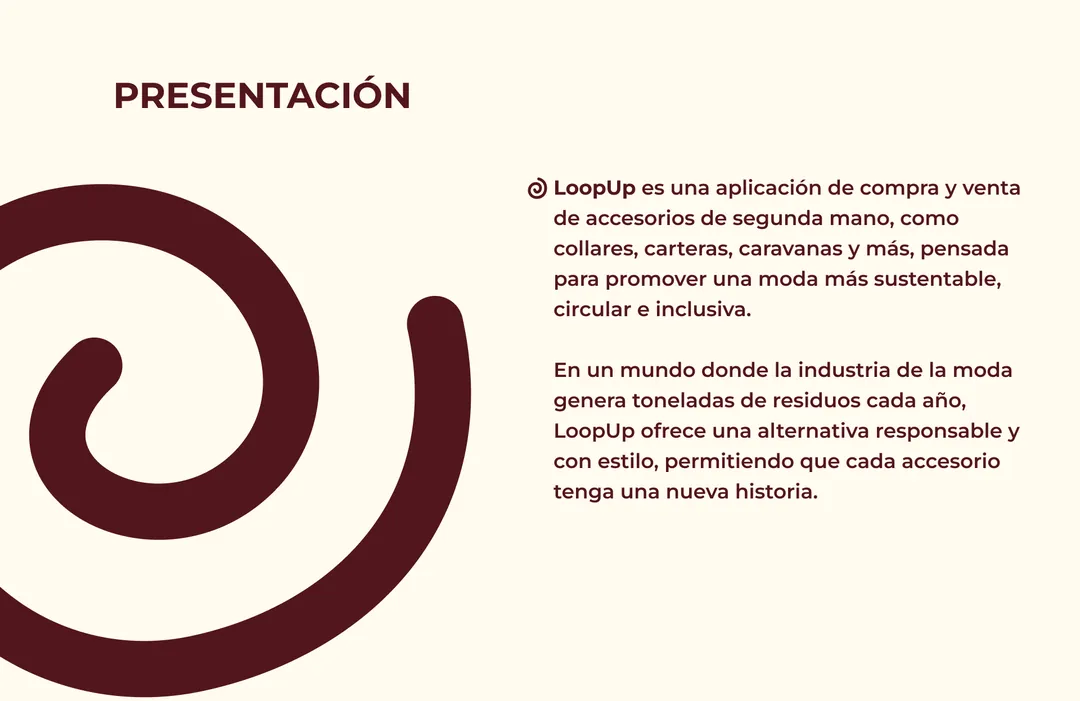 PRESENTACIÓN
LoopUp es una aplicación de compra y venta
de accesorios de segunda mano, como
collares, carteras, caravanas y más, pensada
para promover una moda más sustentable,
circular e inclusiva.
En un mundo donde la industria de la moda
genera toneladas de residuos cada año,
LoopUp ofrece una alternativa responsable y
con estilo, permitiendo que cada accesorio
tenga una nueva historia.